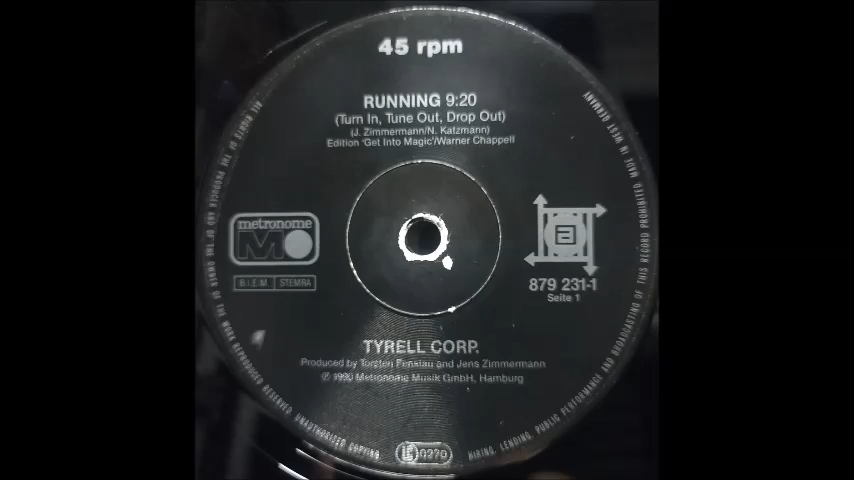 45 rpm
RUNNING 9:20
(Turn In, Tune Out, Drop Out)
(J. Zimmermann/N. Katzmann)
Edition 'Get Into Magic'/Warner Chappell
metronome
M
B.I.E.M. STEMRA
a
879 231-1
Seite 1
TYRELL CORP.
Produced by Torsten Fenslau and Jens Zimmermann
℗ 1990 Metronome Musik GmbH, Hamburg
LC 0270
ALL RIGHTS OF THE PRODUCER AND OF THE OWNER OF THE WORK REPRODUCED RESERVED. UNAUTHORISED COPYING
HIRING, LENDING, PUBLIC PERFORMANCE AND BROADCASTING OF THIS RECORD PROHIBITED. MADE IN WEST GERMANY